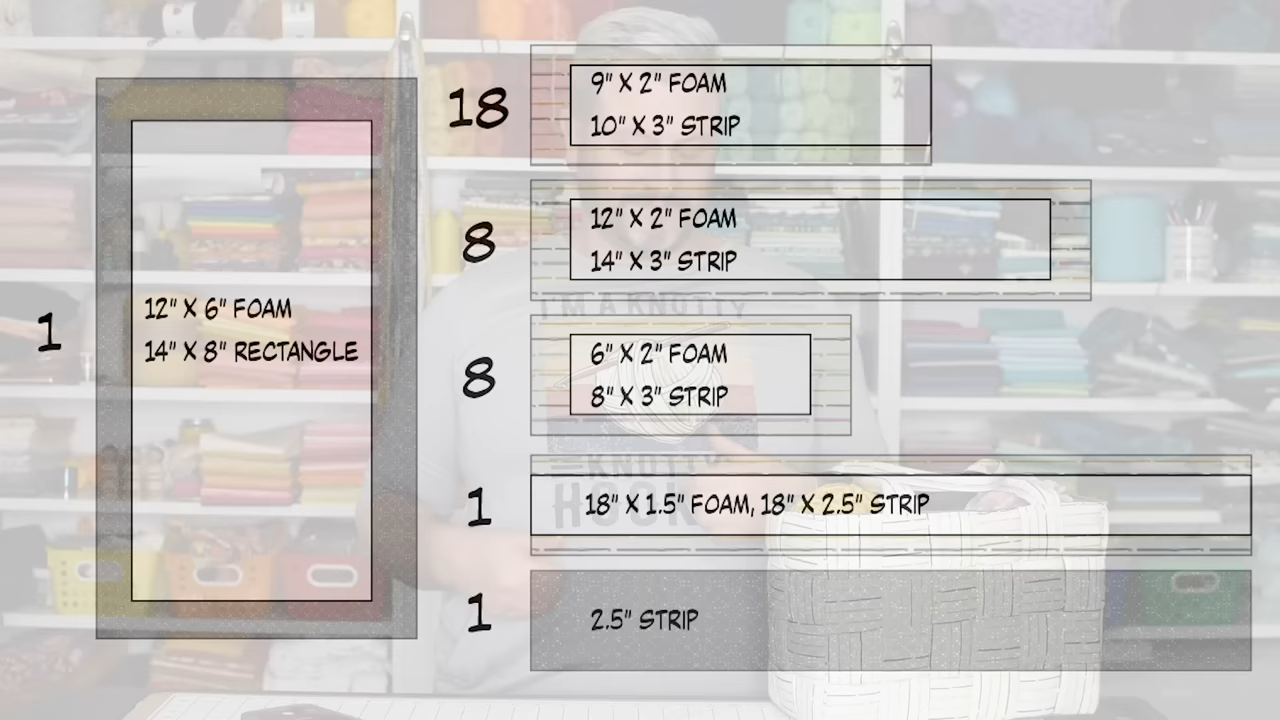 1
12" X 6" FOAM
14" X 8" RECTANGLE
18
9" X 2" FOAM
10" X 3" STRIP
8
12" X 2" FOAM
14" X 3" STRIP
8
6" X 2" FOAM
8" X 3" STRIP
1
18" X 1.5" FOAM, 18" X 2.5" STRIP
1
2.5" STRIP
I'M A KNOTTY
KNOTTY